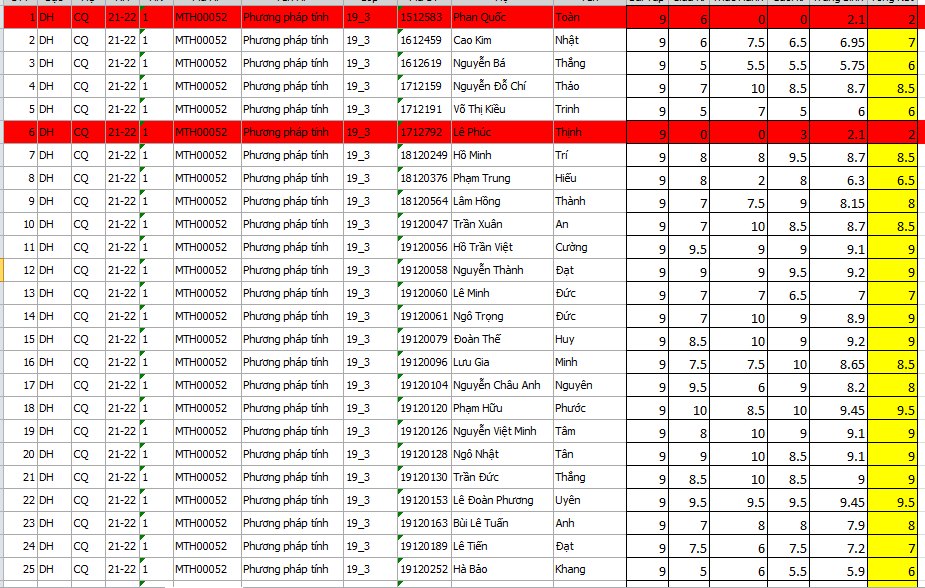 1 DH CQ 21-22 1 MTH00052 Phương pháp tính 19_3 1512583 Phan Quốc Toàn 9 6 0 0 2.1 2
2 DH CQ 21-22 1 MTH00052 Phương pháp tính 19_3 1612459 Cao Kim Nhật 9 6 7.5 6.5 6.95 7
3 DH CQ 21-22 1 MTH00052 Phương pháp tính 19_3 1612619 Nguyễn Bá Thắng 9 5 5.5 5.5 5.75 6
4 DH CQ 21-22 1 MTH00052 Phương pháp tính 19_3 1712159 Nguyễn Đỗ Chí Thảo 9 7 10 8.5 8.7 8.5
5 DH CQ 21-22 1 MTH00052 Phương pháp tính 19_3 1712191 Võ Thị Kiều Trinh 9 5 7 5 6 6
6 DH CQ 21-22 1 MTH00052 Phương pháp tính 19_3 1712792 Lê Phúc Thịnh 9 0 0 3 2.1 2
7 DH CQ 21-22 1 MTH00052 Phương pháp tính 19_3 18120249 Hồ Minh Trí 9 8 8 9.5 8.7 8.5
8 DH CQ 21-22 1 MTH00052 Phương pháp tính 19_3 18120376 Phạm Trung Hiếu 9 8 2 8 6.3 6.5
9 DH CQ 21-22 1 MTH00052 Phương pháp tính 19_3 18120564 Lâm Hồng Thành 9 7 7.5 9 8.15 8
10 DH CQ 21-22 1 MTH00052 Phương pháp tính 19_3 19120047 Trần Xuân An 9 7 10 8.5 8.7 8.5
11 DH CQ 21-22 1 MTH00052 Phương pháp tính 19_3 19120056 Hồ Trần Việt Cường 9 9.5 9 9 9.1 9
12 DH CQ 21-22 1 MTH00052 Phương pháp tính 19_3 19120058 Nguyễn Thành Đạt 9 9 9 9.5 9.2 9
13 DH CQ 21-22 1 MTH00052 Phương pháp tính 19_3 19120060 Lê Minh Đức 9 7 7 6.5 7 7
14 DH CQ 21-22 1 MTH00052 Phương pháp tính 19_3 19120061 Ngô Trọng Đức 9 7 10 9 8.9 9
15 DH CQ 21-22 1 MTH00052 Phương pháp tính 19_3 19120079 Đoàn Thế Huy 9 8.5 10 9 9.2 9
16 DH CQ 21-22 1 MTH00052 Phương pháp tính 19_3 19120096 Lưu Gia Minh 9 7.5 7.5 10 8.65 8.5
17 DH CQ 21-22 1 MTH00052 Phương pháp tính 19_3 19120104 Nguyễn Châu Anh Nguyên 9 9.5 6 9 8.2 8
18 DH CQ 21-22 1 MTH00052 Phương pháp tính 19_3 19120120 Phạm Hữu Phước 9 10 8.5 10 9.45 9.5
19 DH CQ 21-22 1 MTH00052 Phương pháp tính 19_3 19120126 Nguyễn Việt Minh Tâm 9 8 10 9 9.1 9
20 DH CQ 21-22 1 MTH00052 Phương pháp tính 19_3 19120128 Ngô Nhật Tân 9 9 10 8.5 9.1 9
21 DH CQ 21-22 1 MTH00052 Phương pháp tính 19_3 19120130 Trần Đức Thắng 9 8.5 10 8.5 9 9
22 DH CQ 21-22 1 MTH00052 Phương pháp tính 19_3 19120153 Lê Đoàn Phương Uyên 9 9.5 9.5 9.5 9.45 9.5
23 DH CQ 21-22 1 MTH00052 Phương pháp tính 19_3 19120163 Bùi Lê Tuấn Anh 9 7 8 8 7.9 8
24 DH CQ 21-22 1 MTH00052 Phương pháp tính 19_3 19120189 Lê Tiến Đạt 9 7.5 6 7.5 7.2 7
25 DH CQ 21-22 1 MTH00052 Phương pháp tính 19_3 19120252 Hà Bảo Khang 9 5 6 5.5 5.9 6